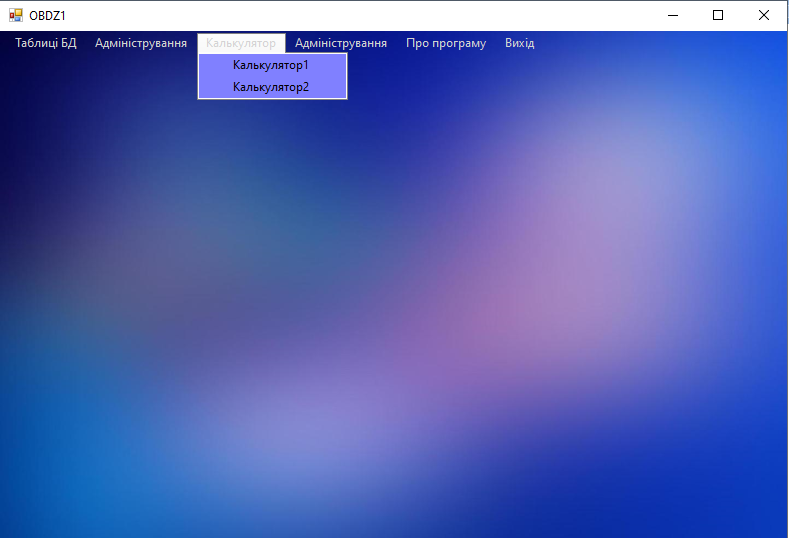 OBDZ1
Таблиці БД Адміністрування Калькулятор Адміністрування Про програму Вихід
Калькулятор1
Калькулятор2